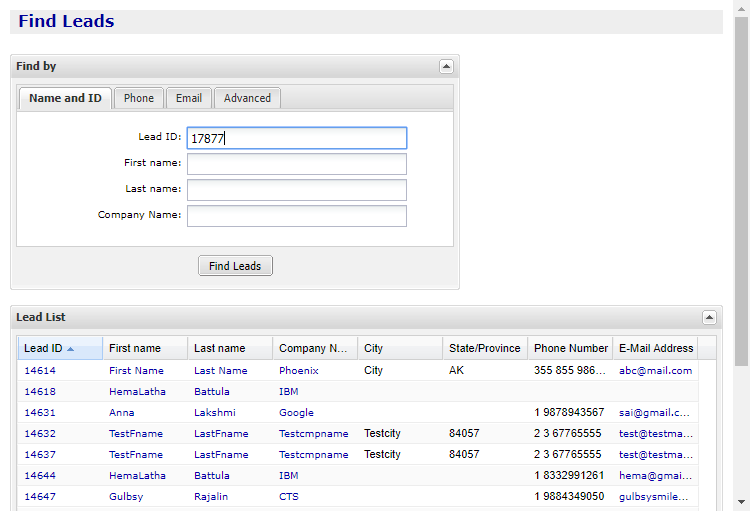 Find Leads
Find by
Name and ID Phone Email Advanced
Lead ID: 17877
First name:
Last name:
Company Name:
Find Leads
Lead List
Lead ID First name Last name Company N... City State/Province Phone Number E-Mail Address
14614 First Name Last Name Phoenix City AK 355 855 986... abc@mail.com
14618 HemaLatha Battula IBM
14631 Anna Lakshmi Google 1 9878943567 sai@gmail.c...
14632 TestFname LastFname Testcmpname Testcity 84057 2 3 67765555 test@testma...
14637 TestFname LastFname Testcmpname Testcity 84057 2 3 67765555 test@testma...
14644 HemaLatha Battula IBM 1 8332991261 hema@gmai...
14647 Gulbsy Rajalin CTS 1 9884349050 gulbsysmile...